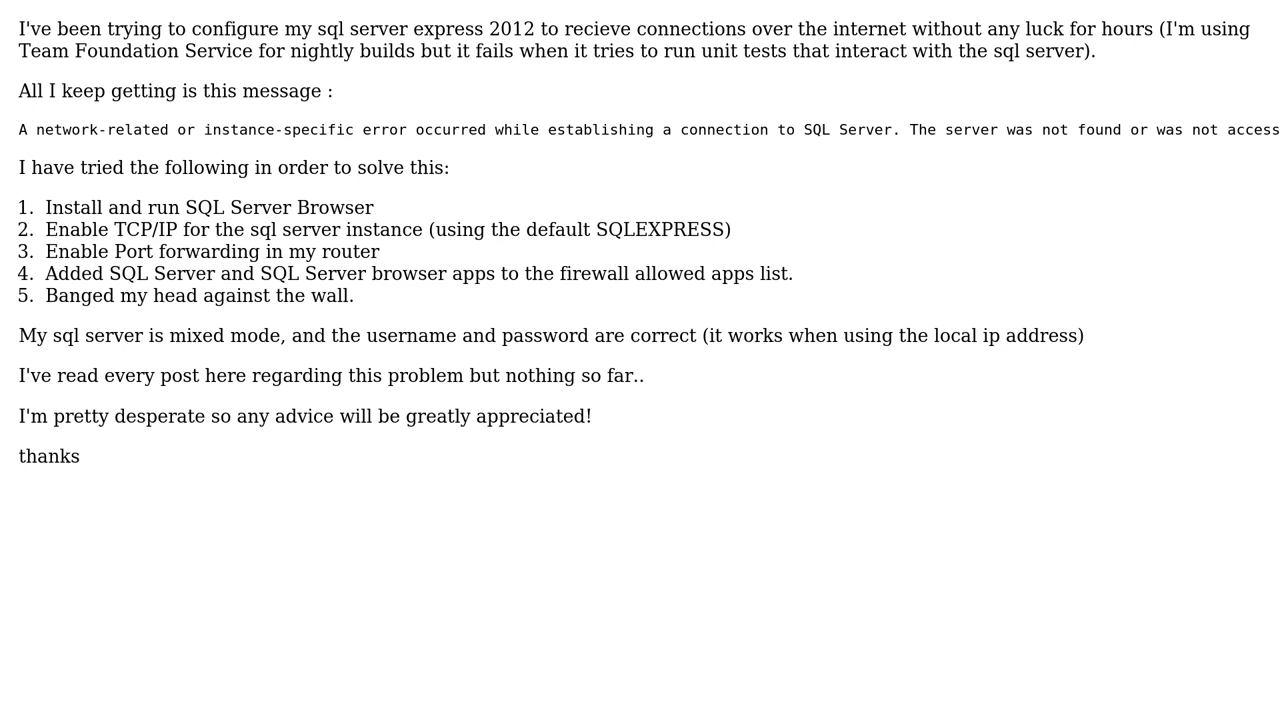 I've been trying to configure my sql server express 2012 to recieve connections over the internet without any luck for hours (I'm using
Team Foundation Service for nightly builds but it fails when it tries to run unit tests that interact with the sql server).
All I keep getting is this message :
A network-related or instance-specific error occurred while establishing a connection to SQL Server. The server was not found or was not access
I have tried the following in order to solve this:
1. Install and run SQL Server Browser
2. Enable TCP/IP for the sql server instance (using the default SQLEXPRESS)
3. Enable Port forwarding in my router
4. Added SQL Server and SQL Server browser apps to the firewall allowed apps list.
5. Banged my head against the wall.
My sql server is mixed mode, and the username and password are correct (it works when using the local ip address)
I've read every post here regarding this problem but nothing so far..
I'm pretty desperate so any advice will be greatly appreciated!
thanks